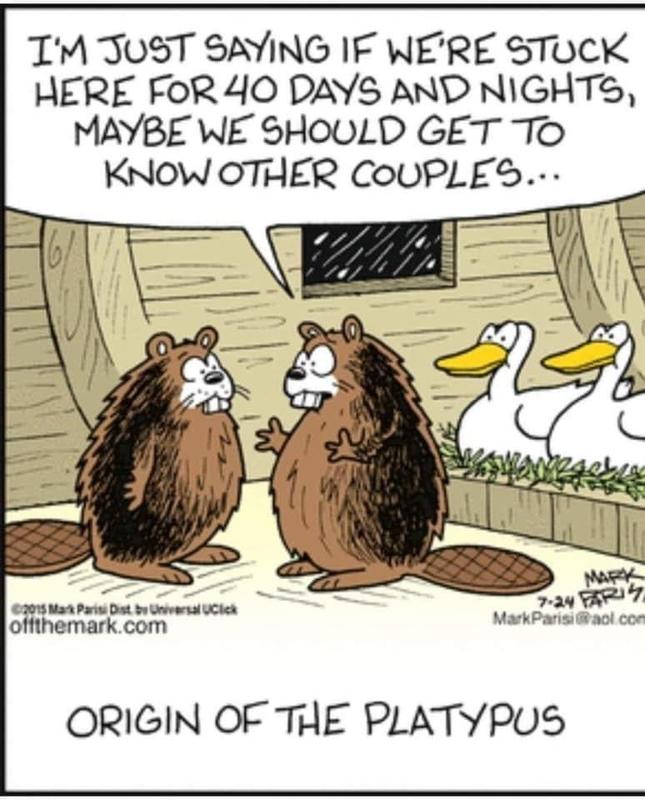 I'M JUST SAYING IF WE'RE STUCK
HERE FOR 40 DAYS AND NIGHTS,
MAYBE WE SHOULD GET TO
KNOW OTHER COUPLES...
©2015 Mark Parisi Dist. by Universal UClick
offthemark.com
MARK
7-24 PARISI
MarkParisi@aol.com
ORIGIN OF THE PLATYPUS